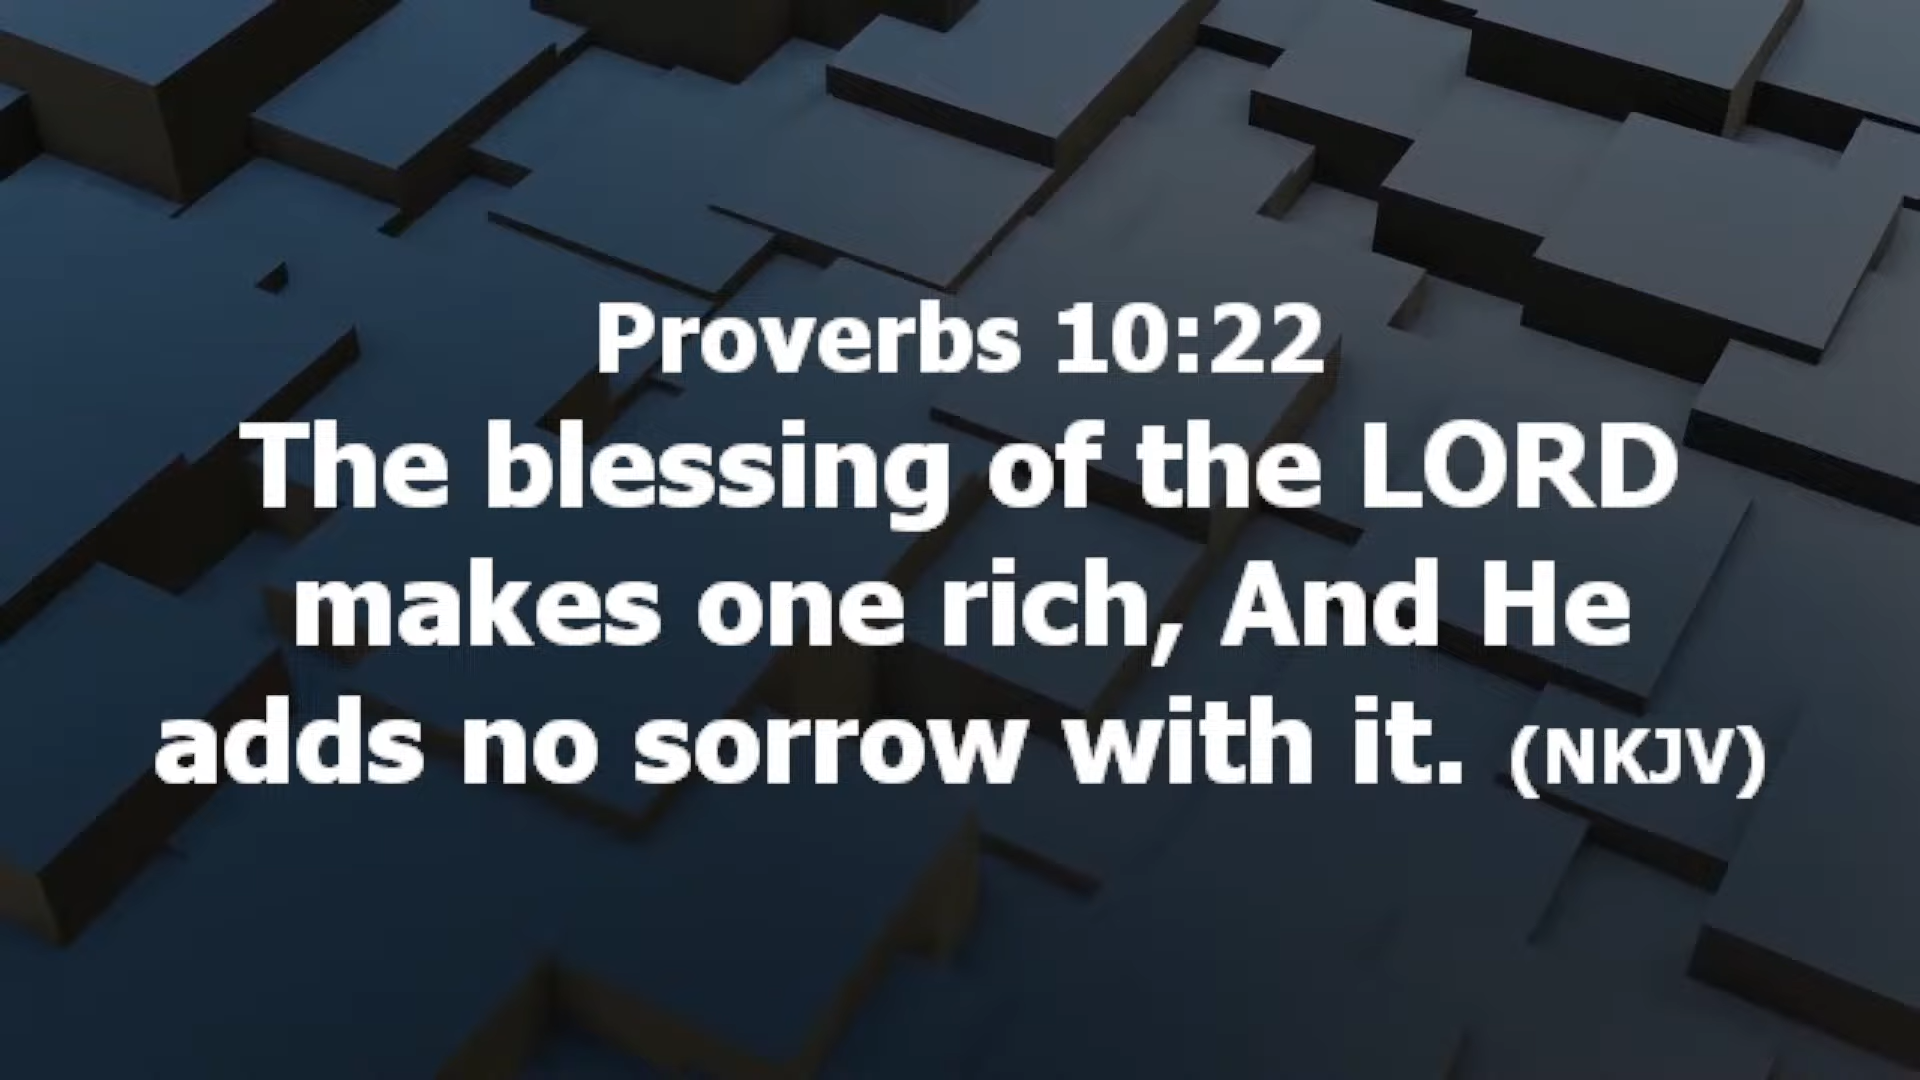 Proverbs 10:22
The blessing of the LORD
makes one rich, And He
adds no sorrow with it. (NKJV)